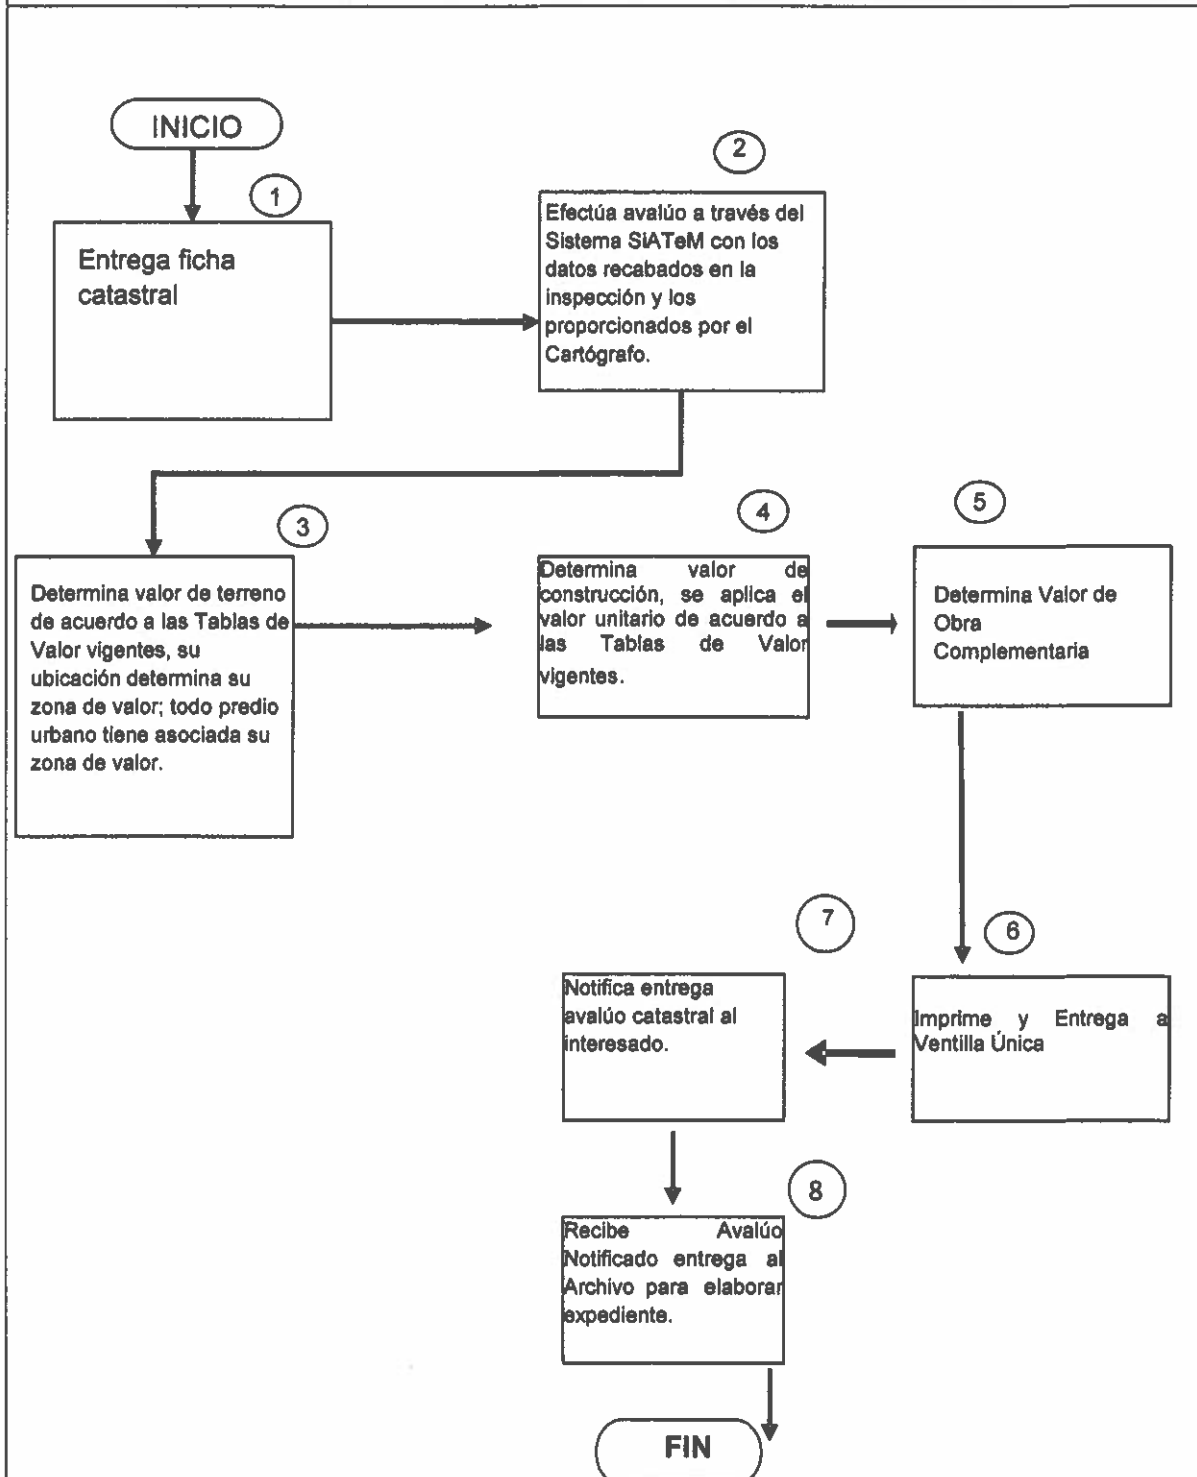 INICIO
1
Entrega ficha
catastral
2
Efectúa avalúo a través del
Sistema SiATeM con los
datos recabados en la
inspección y los
proporcionados por el
Cartógrafo.
3
Determina valor de terreno
de acuerdo a las Tablas de
Valor vigentes, su
ubicación determina su
zona de valor; todo predio
urbano tiene asociada su
zona de valor.
4
Determina valor de
construcción, se aplica el
valor unitario de acuerdo a
las Tablas de Valor
vigentes.
5
Determina Valor de
Obra
Complementaria
6
Imprime y Entrega a
Ventilla Única
7
Notifica entrega
avalúo catastral al
interesado.
8
Recibe Avalúo
Notificado entrega al
Archivo para elaborar
expediente.
FIN